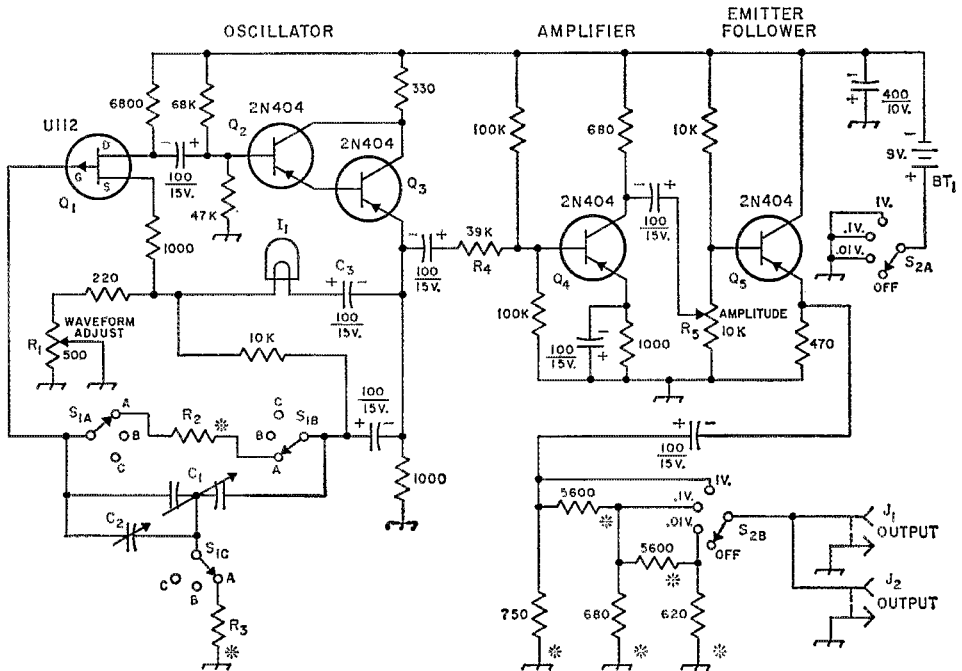 OSCILLATOR
AMPLIFIER
EMITTER
FOLLOWER
U112
D
G
S
Q1
6800
68K
- +
100
15V.
Q2
2N404
47K
2N404
Q3
330
1000
I1
C3
+ -
100
15V.
220
WAVEFORM
ADJUST
R1
500
10K
- +
100
15V.
39K
R4
100K
100K
680
2N404
Q4
- +
100
15V.
-
+
100
15V.
1000
10K
2N404
Q5
AMPLITUDE
R5
10K
470
-
+
400
10V.
-
9V.
+
BT1
1V.
.1V.
.01V.
OFF
S2A
S1A
A
B
C
R2
※
C
B
A
S1B
100
15V.
+ -
1000
C1
C2
S1C
C
B
A
R3
※
+ -
100
15V.
1V.
.1V.
.01V.
OFF
S2B
5600
※
5600
※
750
※
680
※
620
※
J1
OUTPUT
J2
OUTPUT